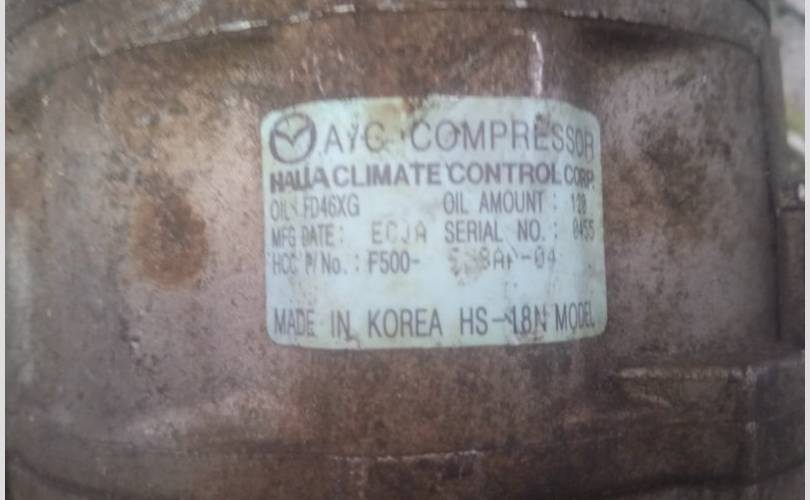 A/C COMPRESSOR
HALLA CLIMATE CONTROL CORP.
OIL: FD46XG OIL AMOUNT: 120
MFG DATE: ECJA SERIAL NO.: 0455
HCC P/No.: F500-
MADE IN KOREA HS-18N MODEL